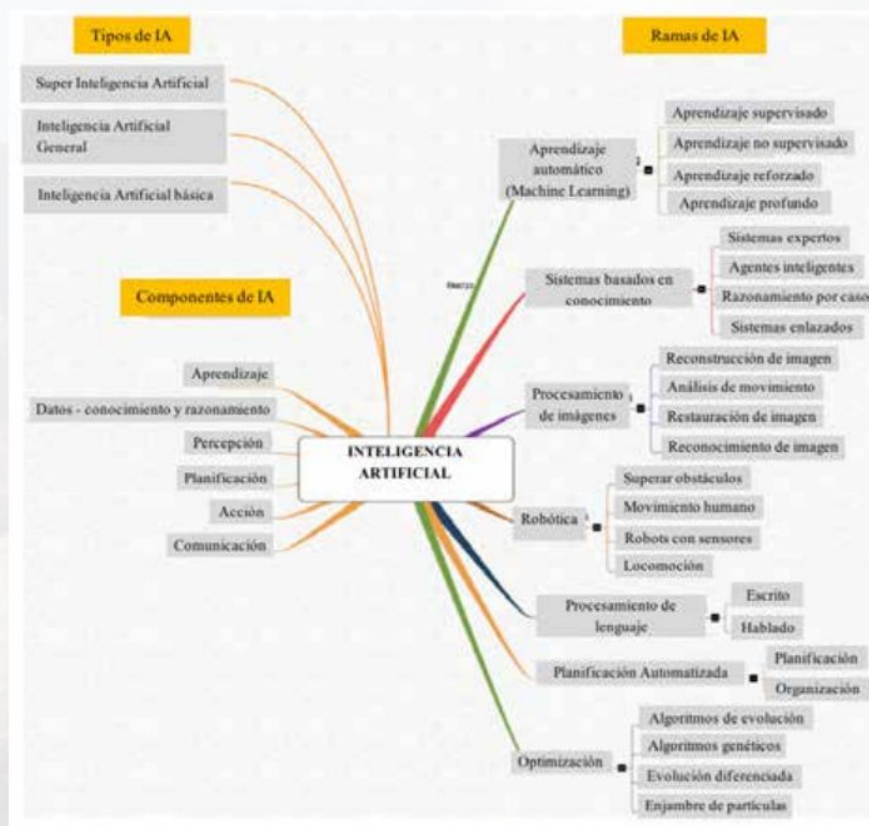 Tipos de IA
Super Inteligencia Artificial
Inteligencia Artificial
General
Inteligencia Artificial básica
Componentes de IA
Aprendizaje
Datos - conocimiento y razonamiento
Percepción
Planificación
Acción
Comunicación
INTELIGENCIA
ARTIFICIAL
Ramas de IA
Aprendizaje
automático
(Machine Learning)
Aprendizaje supervisado
Aprendizaje no supervisado
Aprendizaje reforzado
Aprendizaje profundo
Sistemas basados en
conocimiento
Sistemas expertos
Agentes inteligentes
Razonamiento por caso
Sistemas enlazados
Procesamiento
de imágenes
Reconstrucción de imagen
Análisis de movimiento
Restauración de imagen
Reconocimiento de imagen
Robótica
Superar obstáculos
Movimiento humano
Robots con sensores
Locomoción
Procesamiento de
lenguaje
Escrito
Hablado
Planificación Automatizada
Planificación
Organización
Optimización
Algoritmos de evolución
Algoritmos genéticos
Evolución diferenciada
Enjambre de partículas